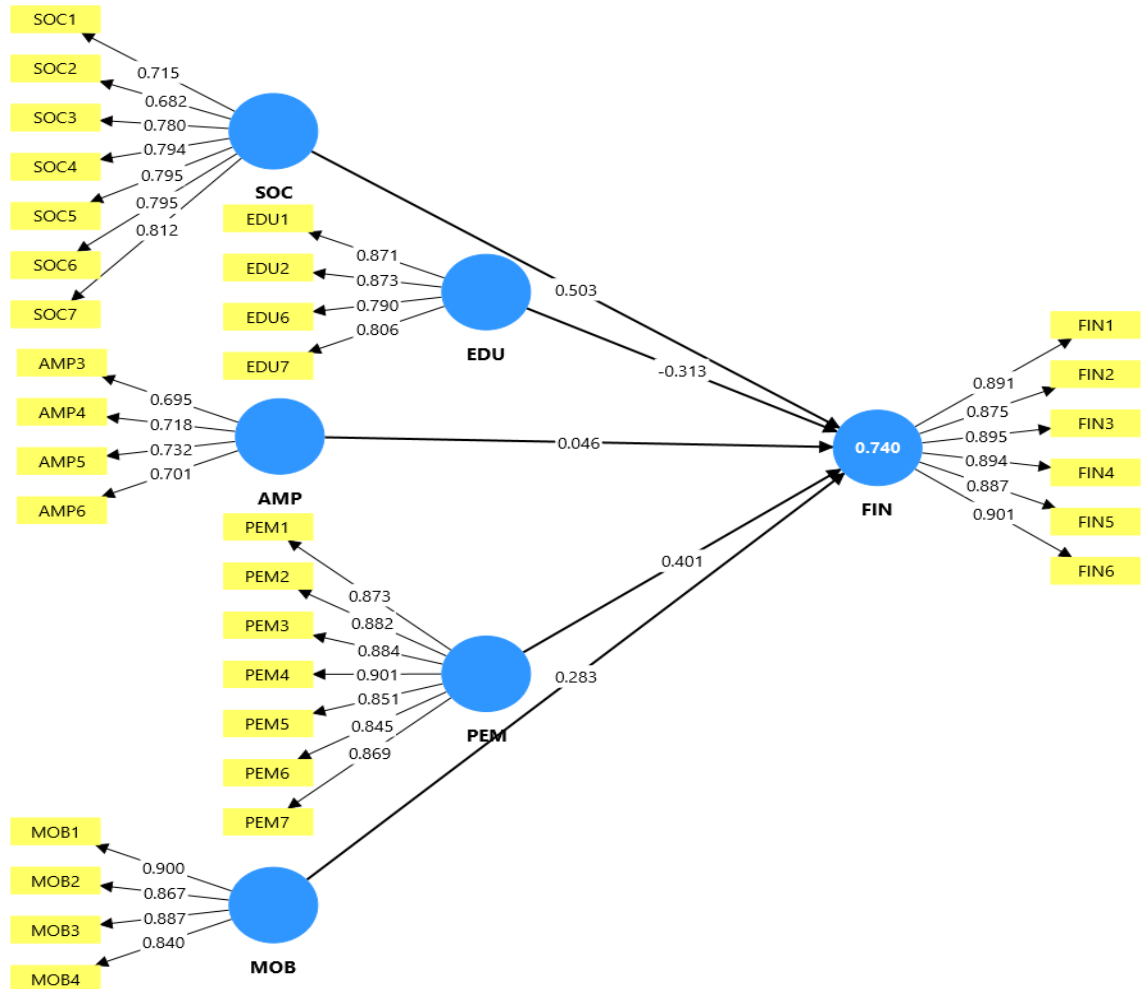 SOC1
SOC2
SOC3
SOC4
SOC5
SOC6
SOC7
0.715
0.682
0.780
0.794
0.795
0.795
0.812
SOC
EDU1
EDU2
EDU6
EDU7
0.871
0.873
0.790
0.806
EDU
AMP3
AMP4
AMP5
AMP6
0.695
0.718
0.732
0.701
AMP
PEM1
PEM2
PEM3
PEM4
PEM5
PEM6
PEM7
0.873
0.882
0.884
0.901
0.851
0.845
0.869
PEM
MOB1
MOB2
MOB3
MOB4
0.900
0.867
0.887
0.840
MOB
0.503
-0.313
0.046
0.401
0.283
0.740
FIN
0.891
0.875
0.895
0.894
0.887
0.901
FIN1
FIN2
FIN3
FIN4
FIN5
FIN6